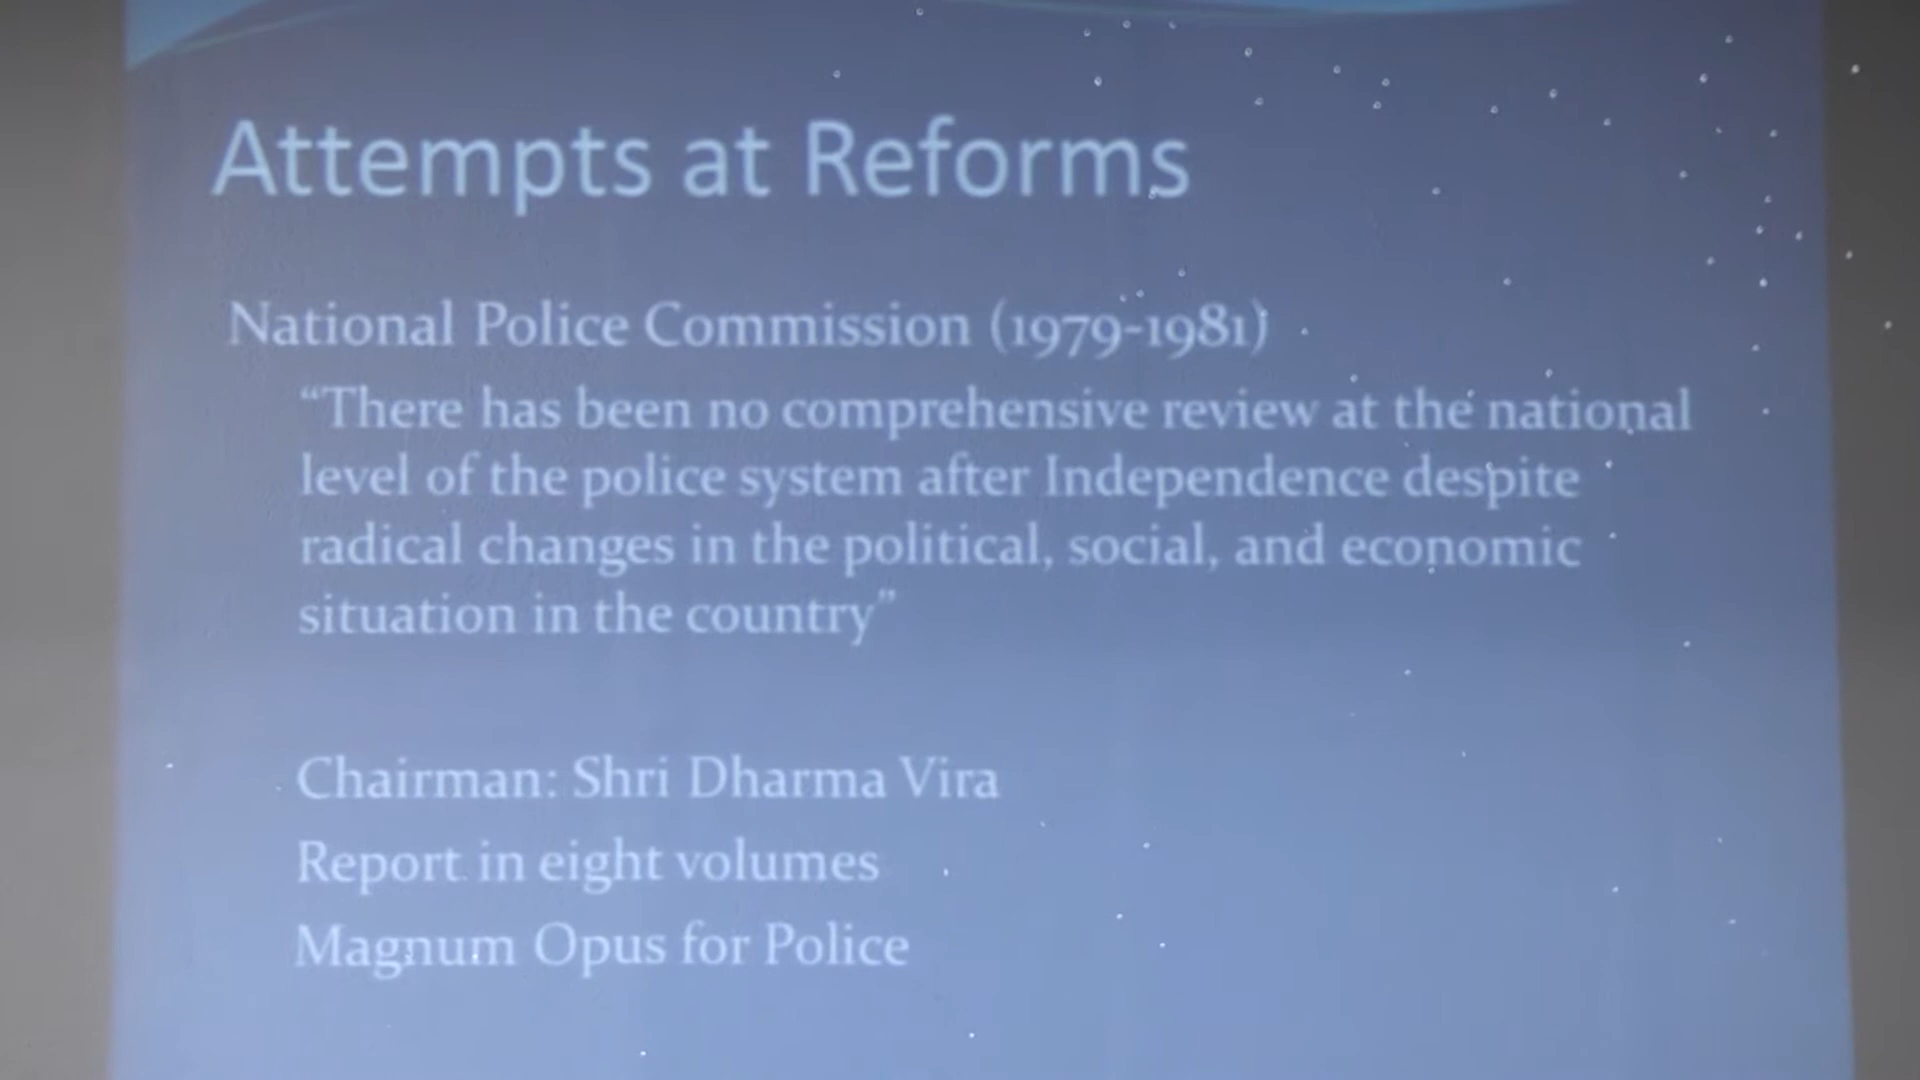 Attempts at Reforms
National Police Commission (1979-1981)
“There has been no comprehensive review at the national
level of the police system after Independence despite
radical changes in the political, social, and economic
situation in the country”
Chairman: Shri Dharma Vira
Report in eight volumes
Magnum Opus for Police